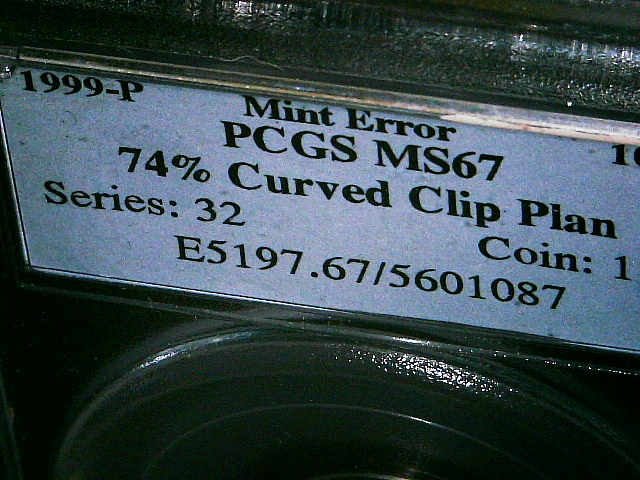 1999-P
Mint Error
PCGS MS67
74% Curved Clip Plan
Series: 32
Coin: 1
E5197.67/5601087